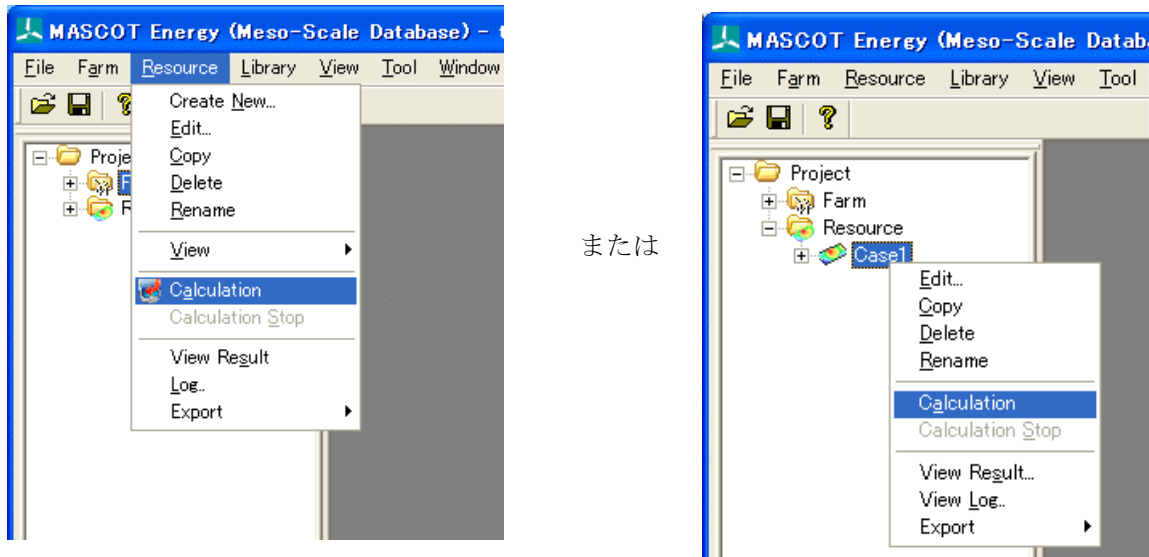 MASCOT Energy (Meso-Scale Database) -
File Farm Resource Library View Tool Window
Create New...
Edit...
Copy
Delete
Rename
View
Calculation
Calculation Stop
View Result
Log..
Export
Proje
F
R
または
MASCOT Energy (Meso-Scale Datab
File Farm Resource Library View Tool
Project
Farm
Resource
Case1
Edit...
Copy
Delete
Rename
Calculation
Calculation Stop
View Result...
View Log..
Export